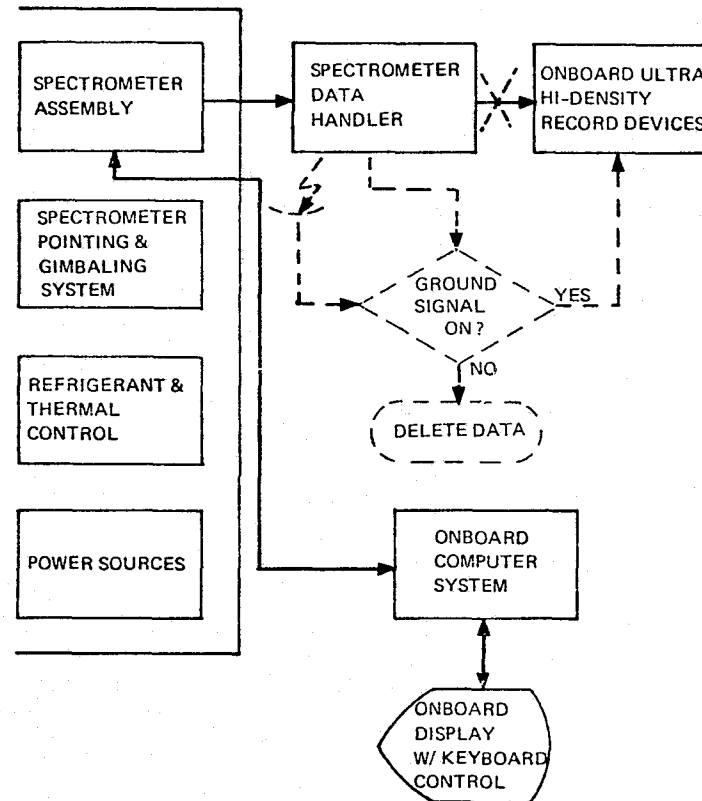 SPECTROMETER
ASSEMBLY
SPECTROMETER
DATA
HANDLER
ONBOARD ULTRA
HI-DENSITY
RECORD DEVICES
SPECTROMETER
POINTING &
GIMBALING
SYSTEM
GROUND
SIGNAL
ON?
YES
NO
REFRIGERANT &
THERMAL
CONTROL
DELETE DATA
POWER SOURCES
ONBOARD
COMPUTER
SYSTEM
ONBOARD
DISPLAY
W/ KEYBOARD
CONTROL